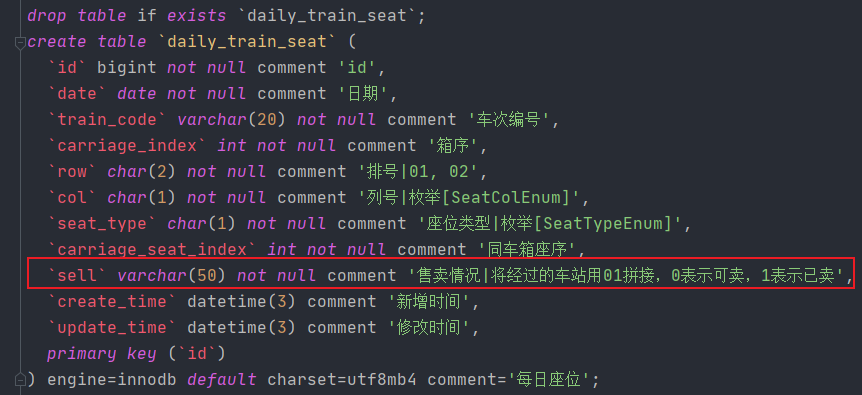 drop table if exists `daily_train_seat`;
create table `daily_train_seat` (
`id` bigint not null comment 'id',
`date` date not null comment '日期',
`train_code` varchar(20) not null comment '车次编号',
`carriage_index` int not null comment '箱序',
`row` char(2) not null comment '排号|01, 02',
`col` char(1) not null comment '列号|枚举[SeatColEnum]',
`seat_type` char(1) not null comment '座位类型|枚举[SeatTypeEnum]',
`carriage_seat_index` int not null comment '同车箱座序',
`sell` varchar(50) not null comment '售卖情况|将经过的车站用01拼接，0表示可卖，1表示已卖',
`create_time` datetime(3) comment '新增时间',
`update_time` datetime(3) comment '修改时间',
primary key (`id`)
) engine=innodb default charset=utf8mb4 comment='每日座位';